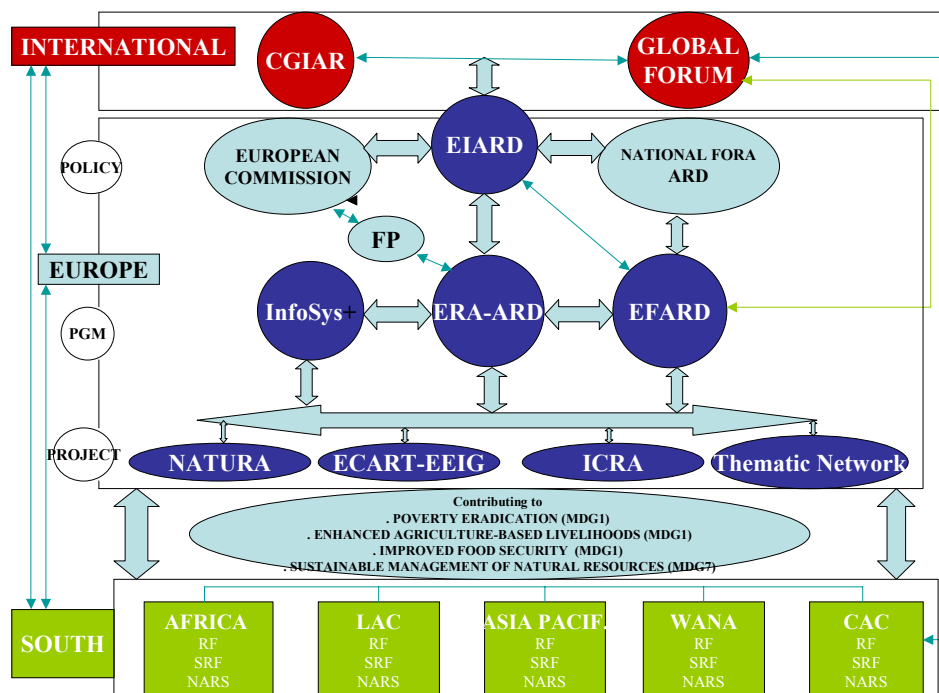 INTERNATIONAL
CGIAR
GLOBAL
FORUM
POLICY
EUROPEAN
COMMISSION
EIARD
NATIONAL FORA
ARD
FP
EUROPE
InfoSys+
ERA-ARD
EFARD
PGM
PROJECT
NATURA
ECART-EEIG
ICRA
Thematic Network
Contributing to
. POVERTY ERADICATION (MDG1)
. ENHANCED AGRICULTURE-BASED LIVELIHOODS (MDG1)
. IMPROVED FOOD SECURITY (MDG1)
. SUSTAINABLE MANAGEMENT OF NATURAL RESOURCES (MDG7)
SOUTH
AFRICA
RF
SRF
NARS
LAC
RF
SRF
NARS
ASIA PACIF.
RF
SRF
NARS
WANA
RF
SRF
NARS
CAC
RF
SRF
NARS